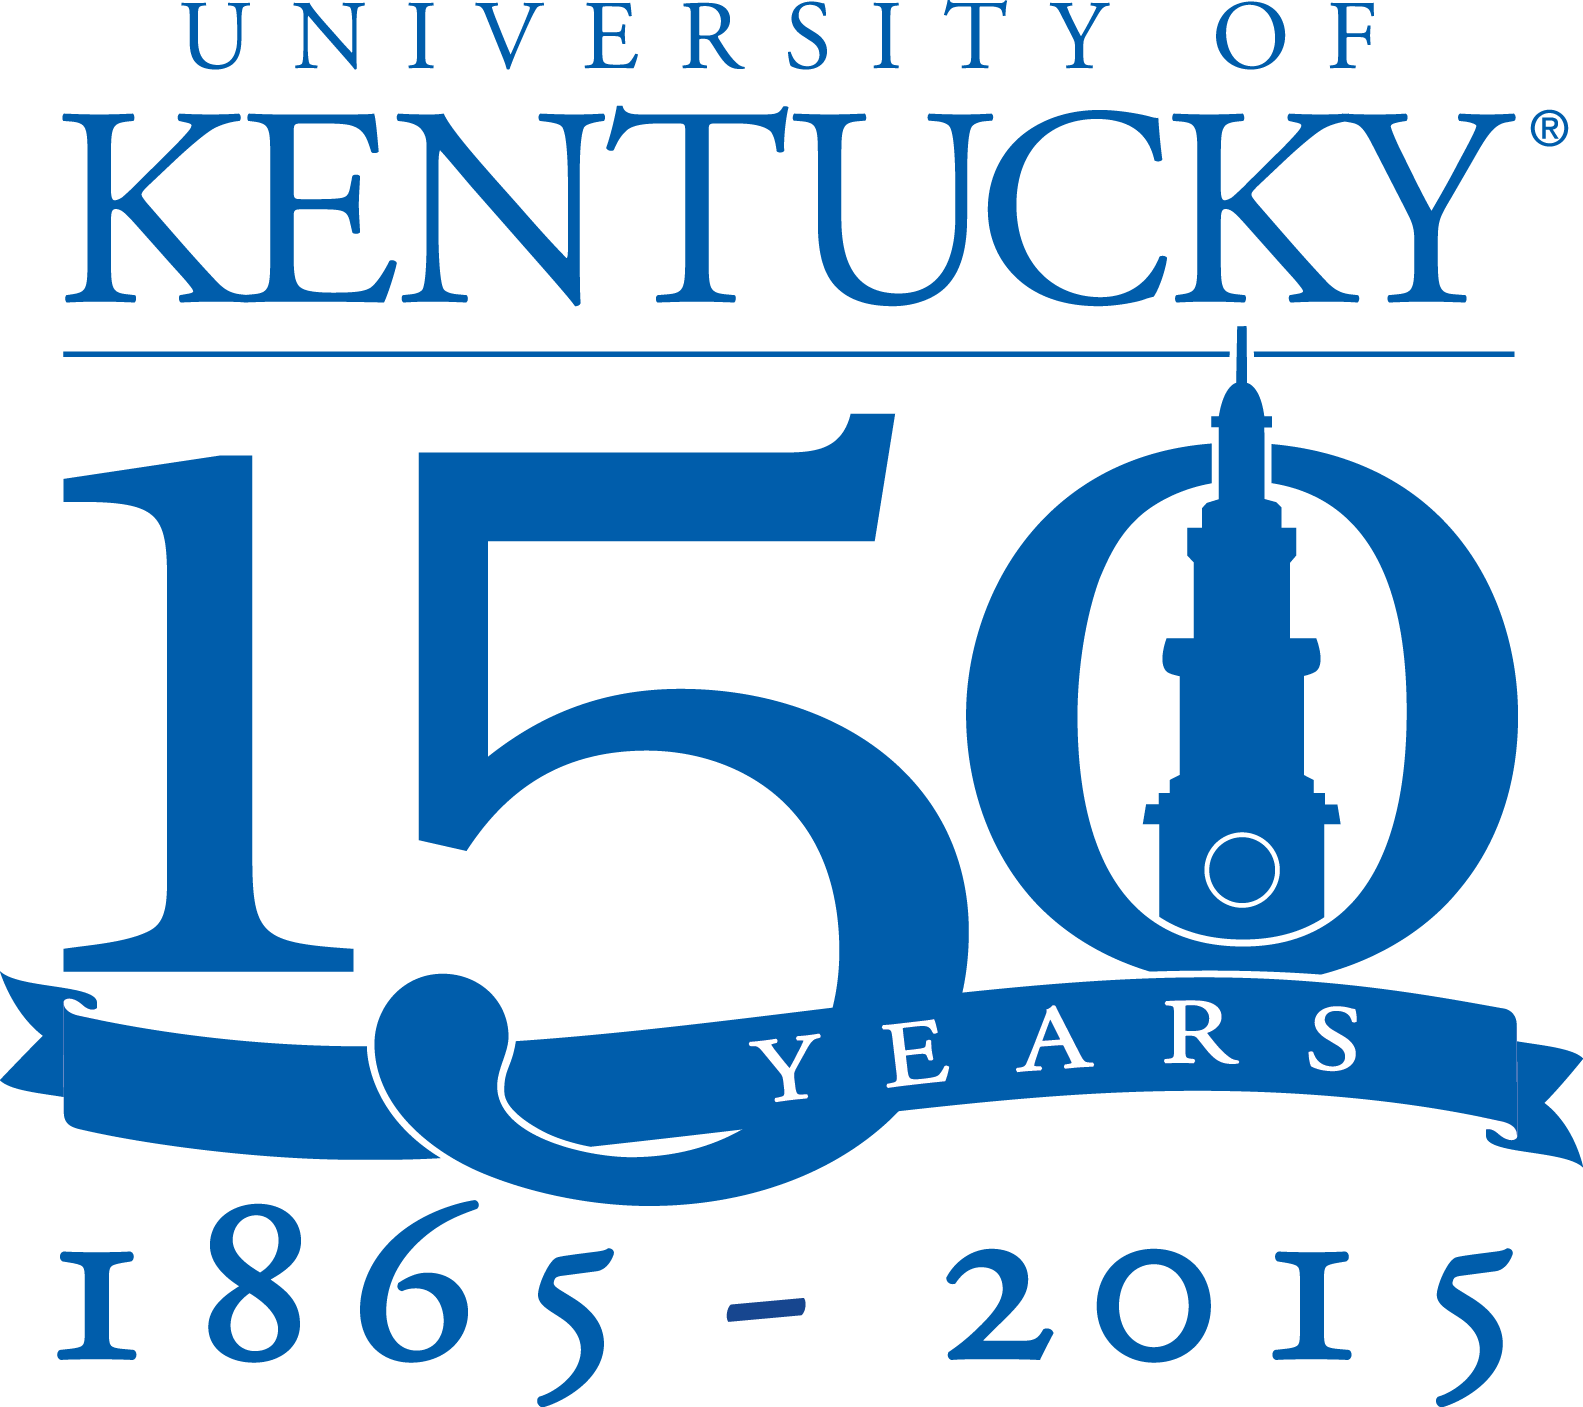 UNIVERSITY OF
KENTUCKY®
150
YEARS
1865 - 2015